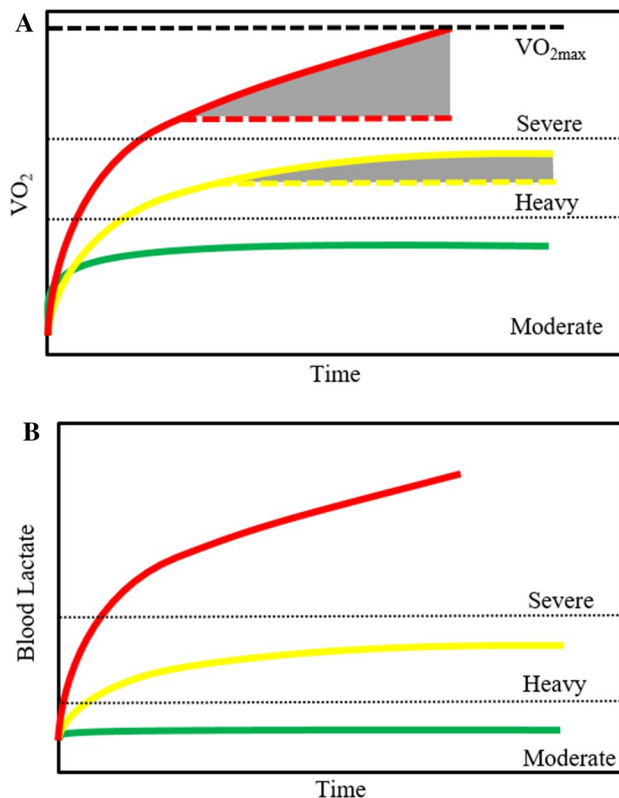 A
VO2max
Severe
VO2
Heavy
Moderate
Time
B
Blood Lactate
Severe
Heavy
Moderate
Time